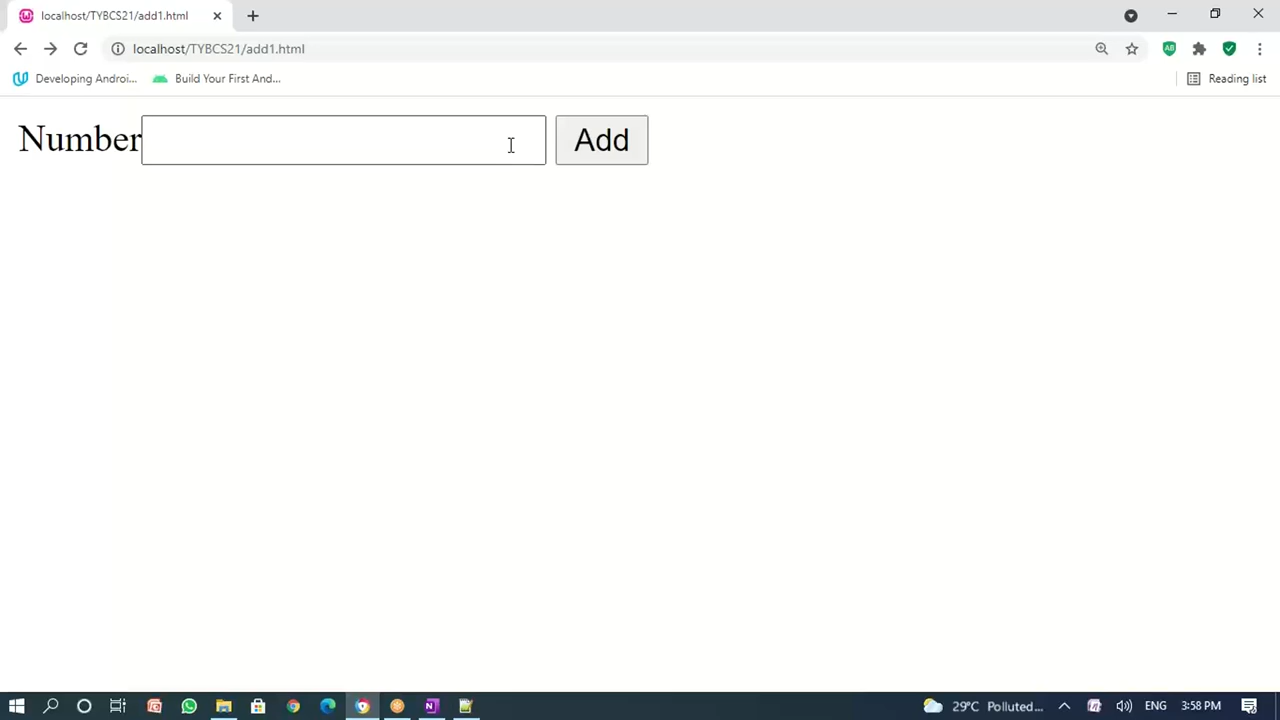 localhost/TYBCS21/add1.html
localhost/TYBCS21/add1.html
Developing Androi...
Build Your First And...
Reading list
Number
Add
29°C Polluted...
ENG
3:58 PM